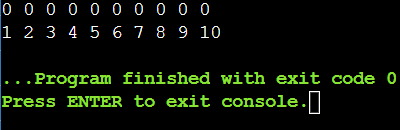 0 0 0 0 0 0 0 0 0 0
1 2 3 4 5 6 7 8 9 10
...Program finished with exit code 0
Press ENTER to exit console.